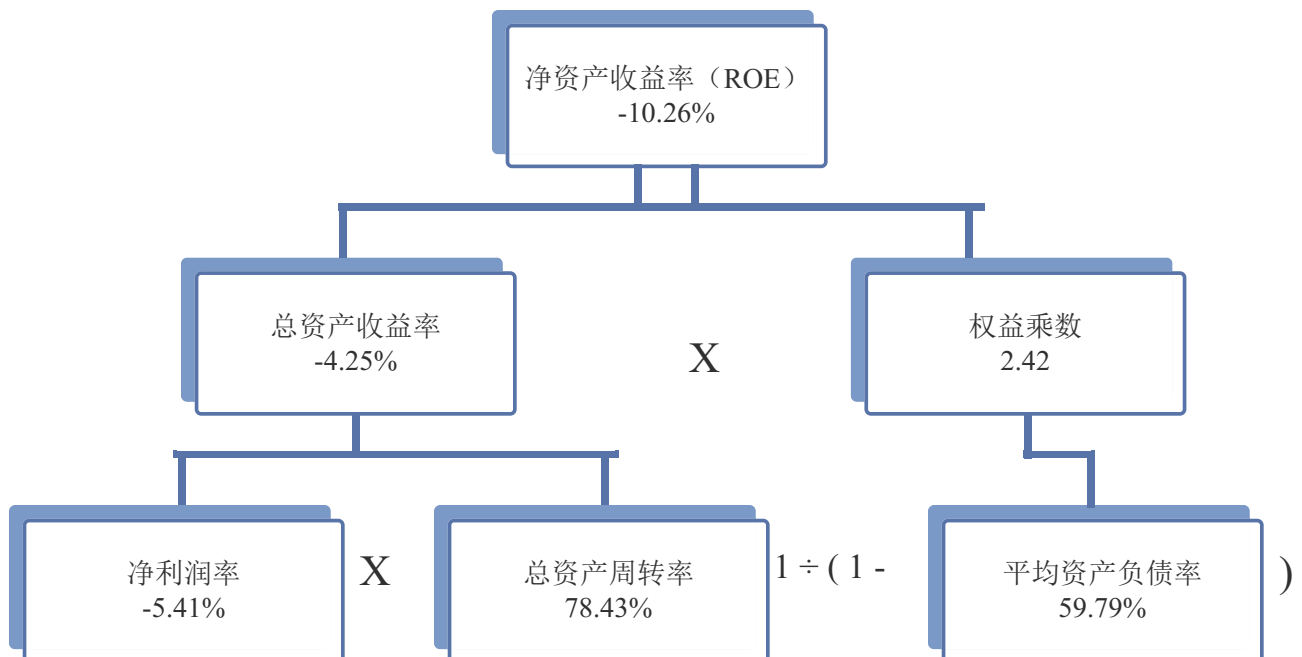 净资产收益率（ROE）
-10.26%
总资产收益率
-4.25%
X
权益乘数
2.42
净利润率
-5.41%
X
总资产周转率
78.43%
1 ÷ ( 1 -
平均资产负债率
59.79%
)